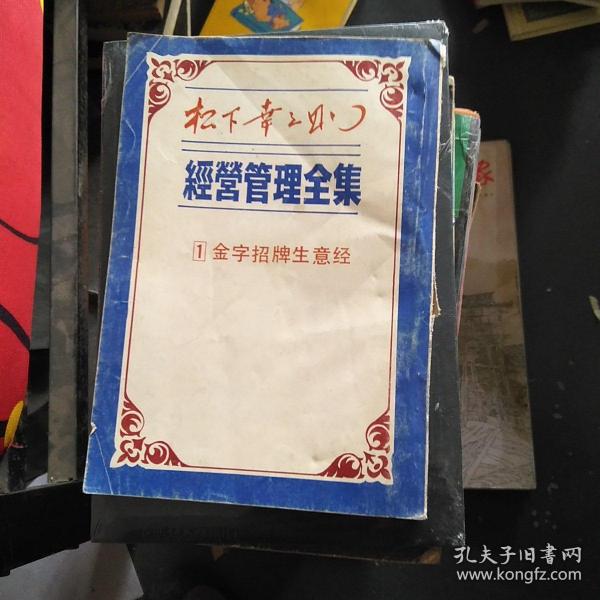 松下幸之助
經營管理全集
1 金字招牌生意经
家
孔夫子旧书网
www.kongfz.com